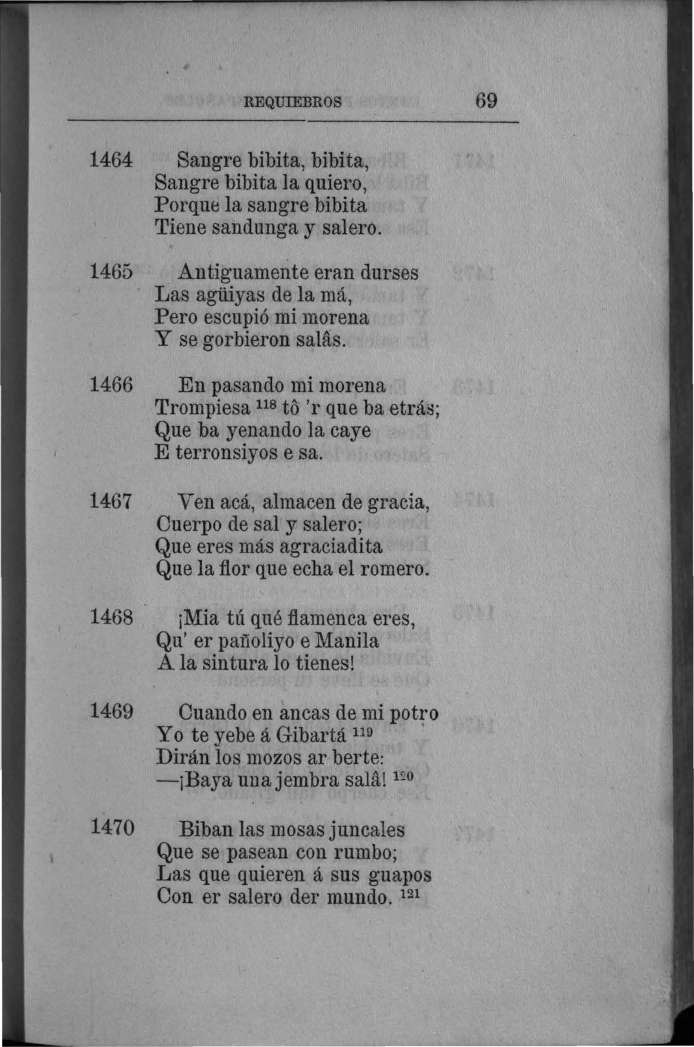 REQUIEBROS 69
1464 Sangre bibita, bibita,
Sangre bibita la quiero,
Porque la sangre bibita
Tiene sandunga y salero.
1465 Antiguamente eran durses
Las agüiyas de la má,
Pero escupió mi morena
Y se gorbieron salâs.
1466 En pasando mi morena
Trompiesa ¹¹⁸ tô 'r que ba etrás;
Que ba yenando la caye
E terronsiyos e sa.
1467 Ven acá, almacen de gracia,
Cuerpo de sal y salero;
Que eres más agraciadita
Que la flor que echa el romero.
1468 ¡Mia tú qué flamenca eres,
Qu' er pañoliyo e Manila
A la sintura lo tienes!
1469 Cuando en ancas de mi potro
Yo te yebe á Gibartá ¹¹⁹
Dirán los mozos ar berte:
—¡Baya una jembra salâ! ¹²⁰
1470 Biban las mosas juncales
Que se pasean con rumbo;
Las que quieren á sus guapos
Con er salero der mundo. ¹²¹